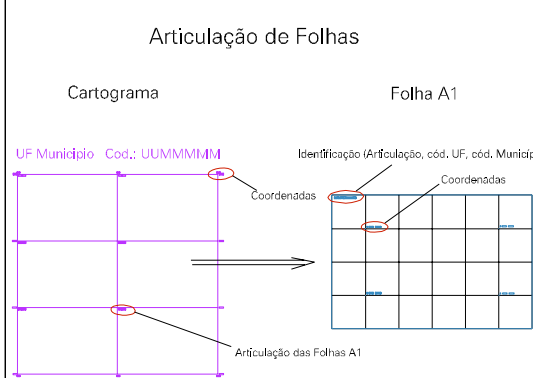 Articulação de Folhas
Cartograma
Folha A1
UF Municipio Cod.: UUMMMMM
Identificação (Articulação, cód. UF, cód. Municíp
Coordenadas
Coordenadas
Articulação das Folhas A1